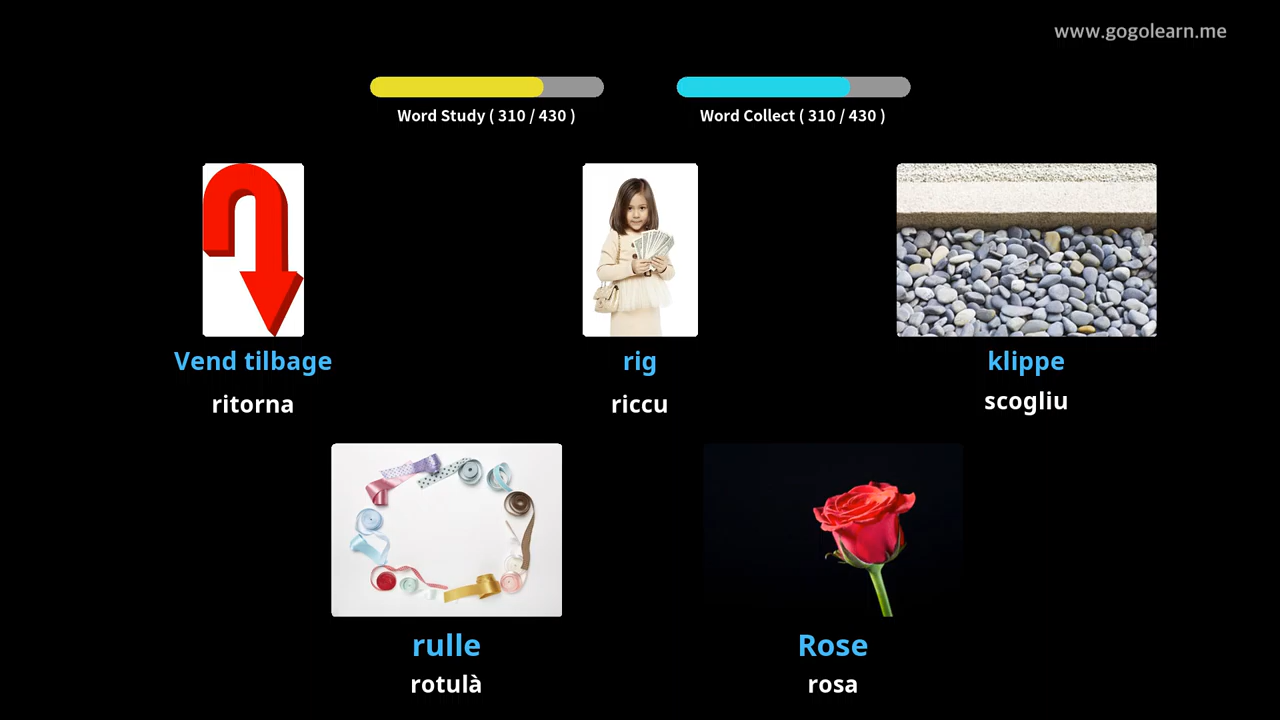 www.gogolearn.me
Word Study ( 310 / 430 )
Word Collect ( 310 / 430 )
Vend tilbage
ritorna
rig
riccu
klippe
scogliu
rulle
rotulà
Rose
rosa